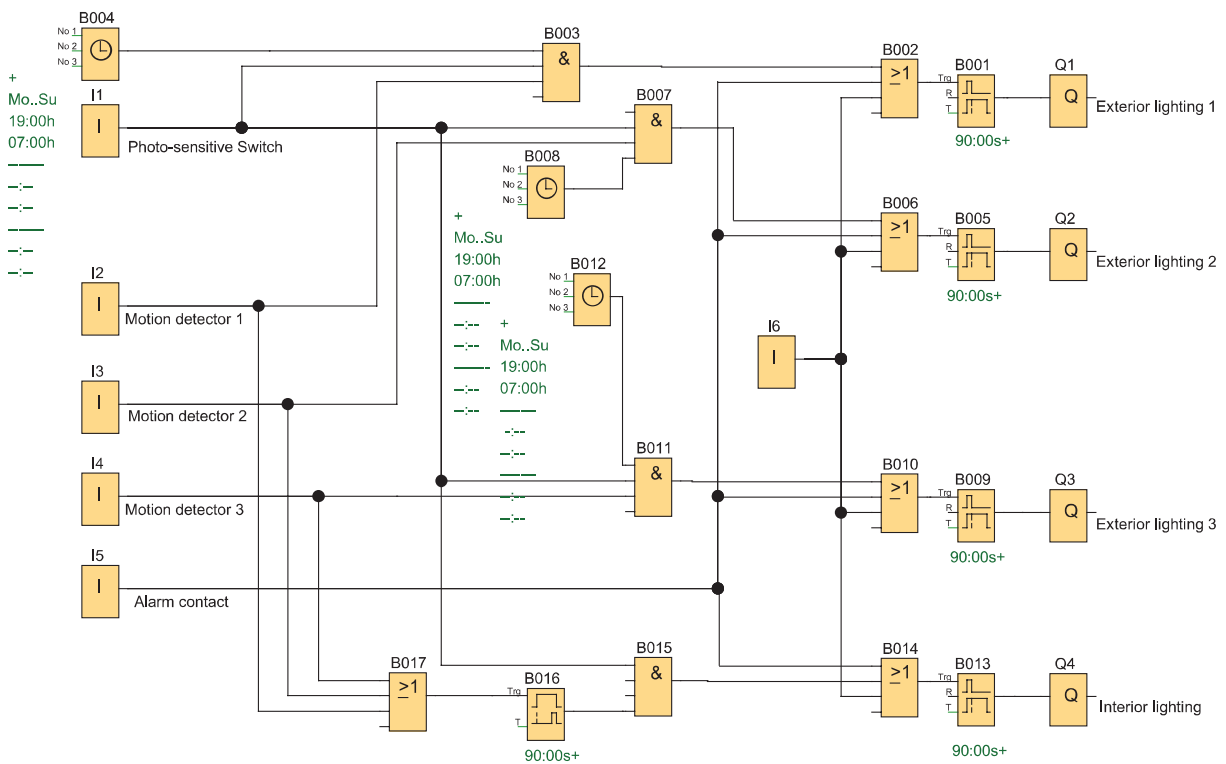 B004
No 1
No 2
No 3
+
Mo..Su
19:00h
07:00h
--:--
--:--
--:--
--:--
I1
I
Photo-sensitive Switch
B003
&
B002
>1
B001
Trg
R
T
90:00s+
Q1
Q
Exterior lighting 1
B007
&
B008
No 1
No 2
No 3
+
Mo..Su
19:00h
07:00h
--:--
--:--
--:--
--:--
B006
>1
B005
Trg
R
T
90:00s+
Q2
Q
Exterior lighting 2
I2
I
Motion detector 1
B012
No 1
No 2
No 3
+
Mo..Su
19:00h
07:00h
--:--
--:--
--:--
--:--
I6
I
I3
I
Motion detector 2
I4
I
Motion detector 3
B011
&
B010
>1
B009
Trg
R
T
90:00s+
Q3
Q
Exterior lighting 3
I5
I
Alarm contact
B017
>1
B016
Trg
T
90:00s+
B015
&
B014
>1
B013
Trg
R
T
90:00s+
Q4
Q
Interior lighting